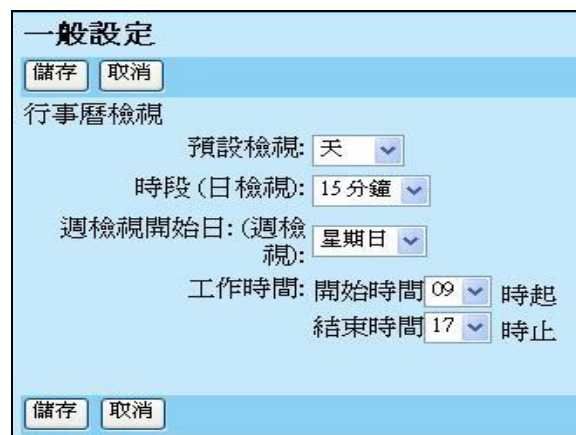 一般設定
儲存 取消
行事曆檢視
預設檢視: 天
時段 (日檢視): 15 分鐘
週檢視開始日: (週檢
視): 星期日
工作時間: 開始時間 09 時起
結束時間 17 時止
儲存 取消